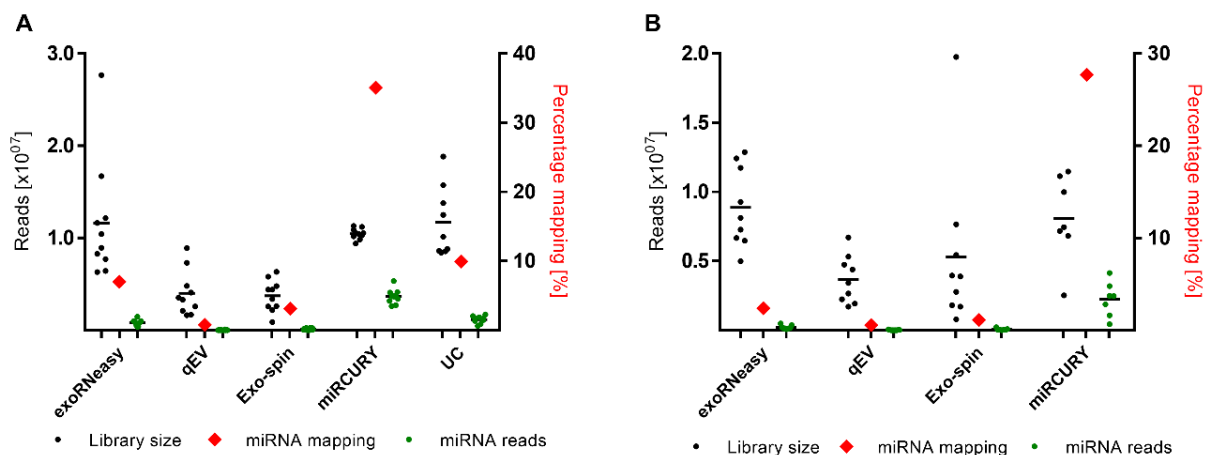 A
3.0
2.0
1.0
Reads [x10^07]
40
30
20
10
Percentage mapping [%]
exoRNeasy
qEV
Exo-spin
miRCURY
UC
Library size
miRNA mapping
miRNA reads
B
2.0
1.5
1.0
0.5
Reads [x10^07]
30
20
10
Percentage mapping [%]
exoRNeasy
qEV
Exo-spin
miRCURY
Library size
miRNA mapping
miRNA reads